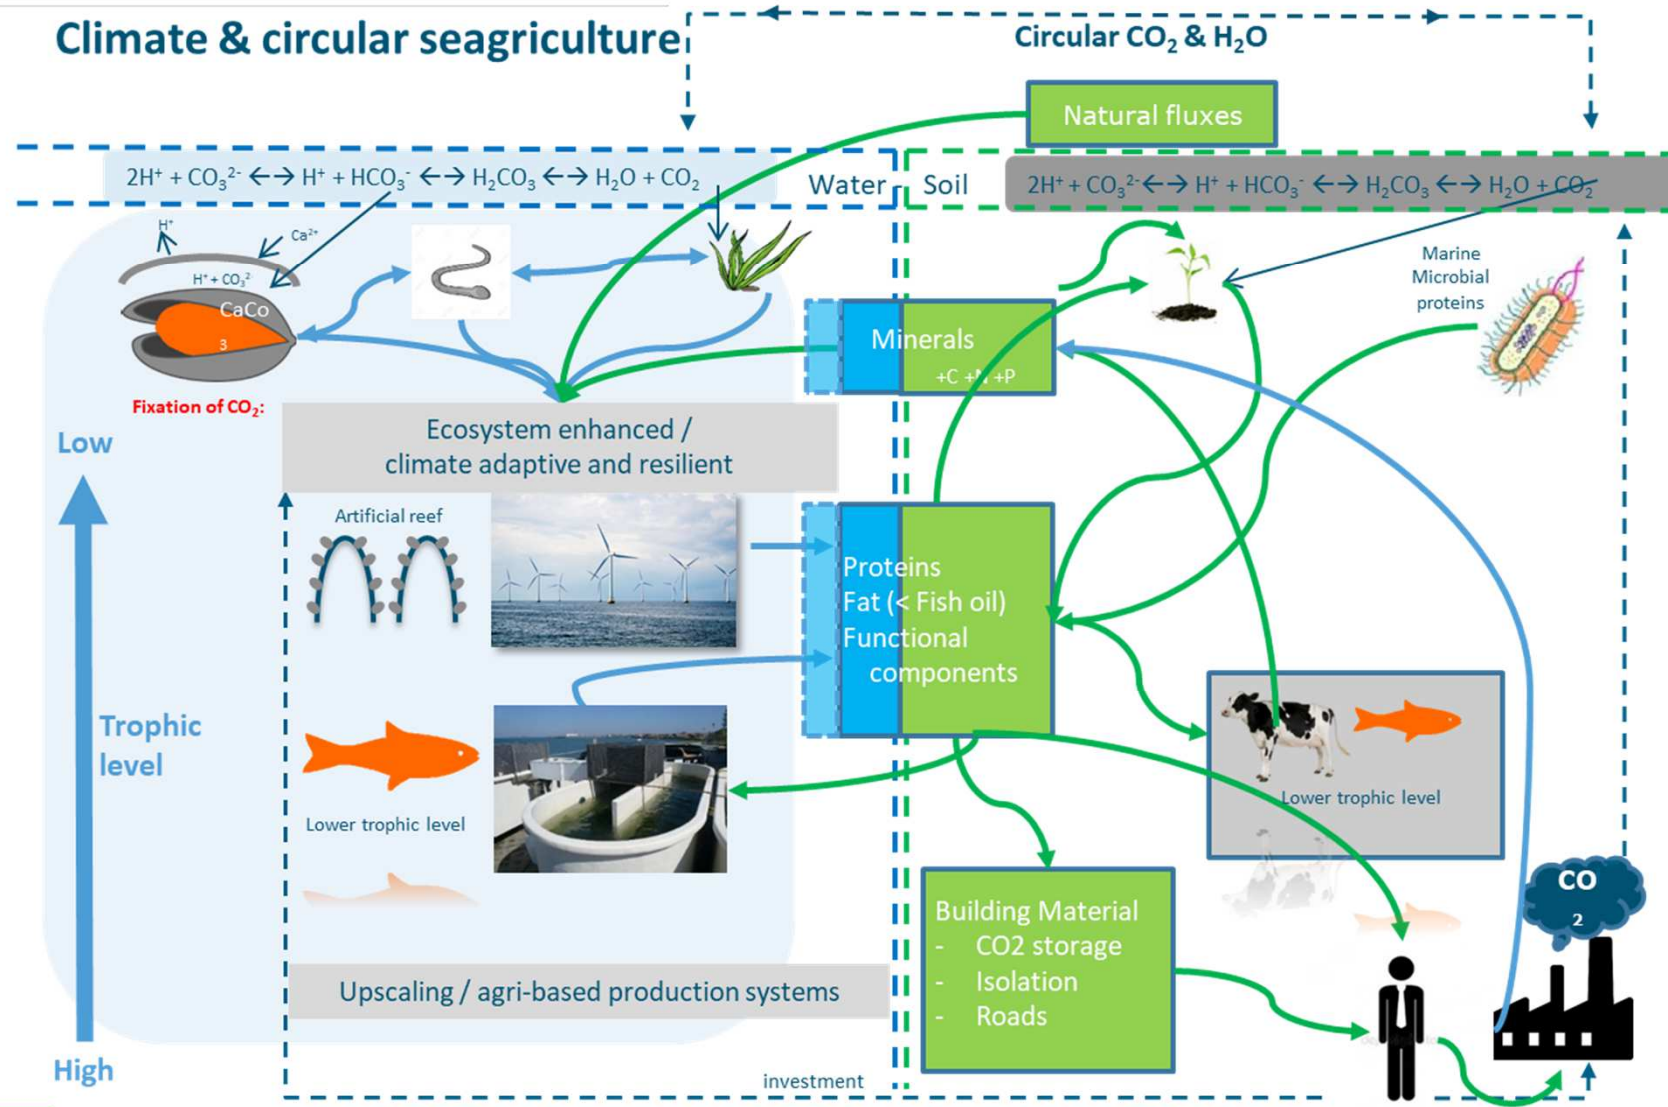 Climate & circular seagriculture
Circular CO₂ & H₂O
Natural fluxes
2H⁺ + CO₃²⁻ ↔ H⁺ + HCO₃⁻ ↔ H₂CO₃ ↔ H₂O + CO₂
Water
Soil
2H⁺ + CO₃²⁻ ↔ H⁺ + HCO₃⁻ ↔ H₂CO₃ ↔ H₂O + CO₂
H⁺
Ca²⁺
H⁺ + CO₃²⁻
CaCo
3
Fixation of CO₂:
Marine
Microbial
proteins
Minerals
+C +N +P
Low
Ecosystem enhanced /
climate adaptive and resilient
Artificial reef
Proteins
Fat (< Fish oil)
Functional
components
Trophic
level
Lower trophic level
Lower trophic level
CO
2
Building Material
- CO2 storage
- Isolation
- Roads
Upscaling / agri-based production systems
High
investment